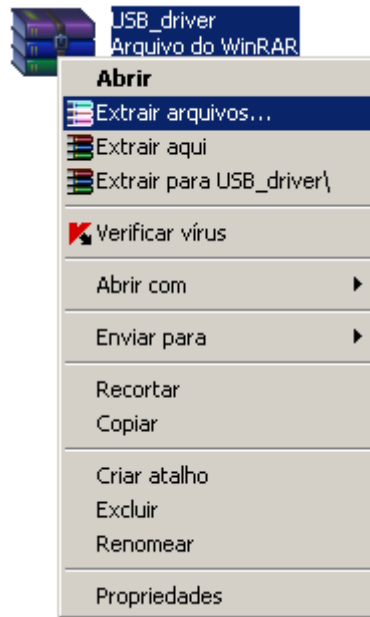 USB_driver
Arquivo do WinRAR
Abrir
Extrair arquivos...
Extrair aqui
Extrair para USB_driver\
Verificar vírus
Abrir com
Enviar para
Recortar
Copiar
Criar atalho
Excluir
Renomear
Propriedades